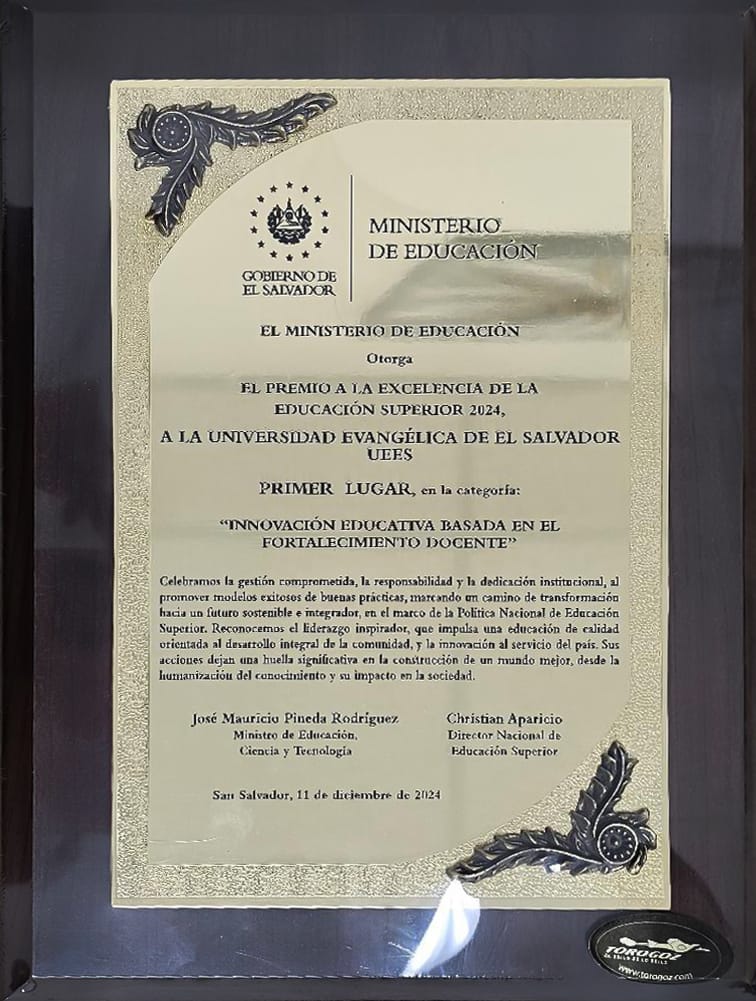 GOBIERNO DE
EL SALVADOR
MINISTERIO
DE EDUCACIÓN
EL MINISTERIO DE EDUCACIÓN
Otorga
EL PREMIO A LA EXCELENCIA DE LA
EDUCACIÓN SUPERIOR 2024,
A LA UNIVERSIDAD EVANGÉLICA DE EL SALVADOR
UEES
PRIMER LUGAR, en la categoría:
“INNOVACIÓN EDUCATIVA BASADA EN EL
FORTALECIMIENTO DOCENTE”
Celebramos la gestión comprometida, la responsabilidad y la dedicación institucional, al
promover modelos exitosos de buenas prácticas, marcando un camino de transformación
hacia un futuro sostenible e integrador, en el marco de la Política Nacional de Educación
Superior. Reconocemos el liderazgo inspirador, que impulsa una educación de calidad
orientada al desarrollo integral de la comunidad, y la innovación al servicio del país. Sus
acciones dejan una huella significativa en la construcción de un mundo mejor, desde la
humanización del conocimiento y su impacto en la sociedad.
José Mauricio Pineda Rodríguez
Ministro de Educación,
Ciencia y Tecnología
Christian Aparicio
Director Nacional de
Educación Superior
San Salvador, 11 de diciembre de 2024
TOROGOZ
www.torogoz.com